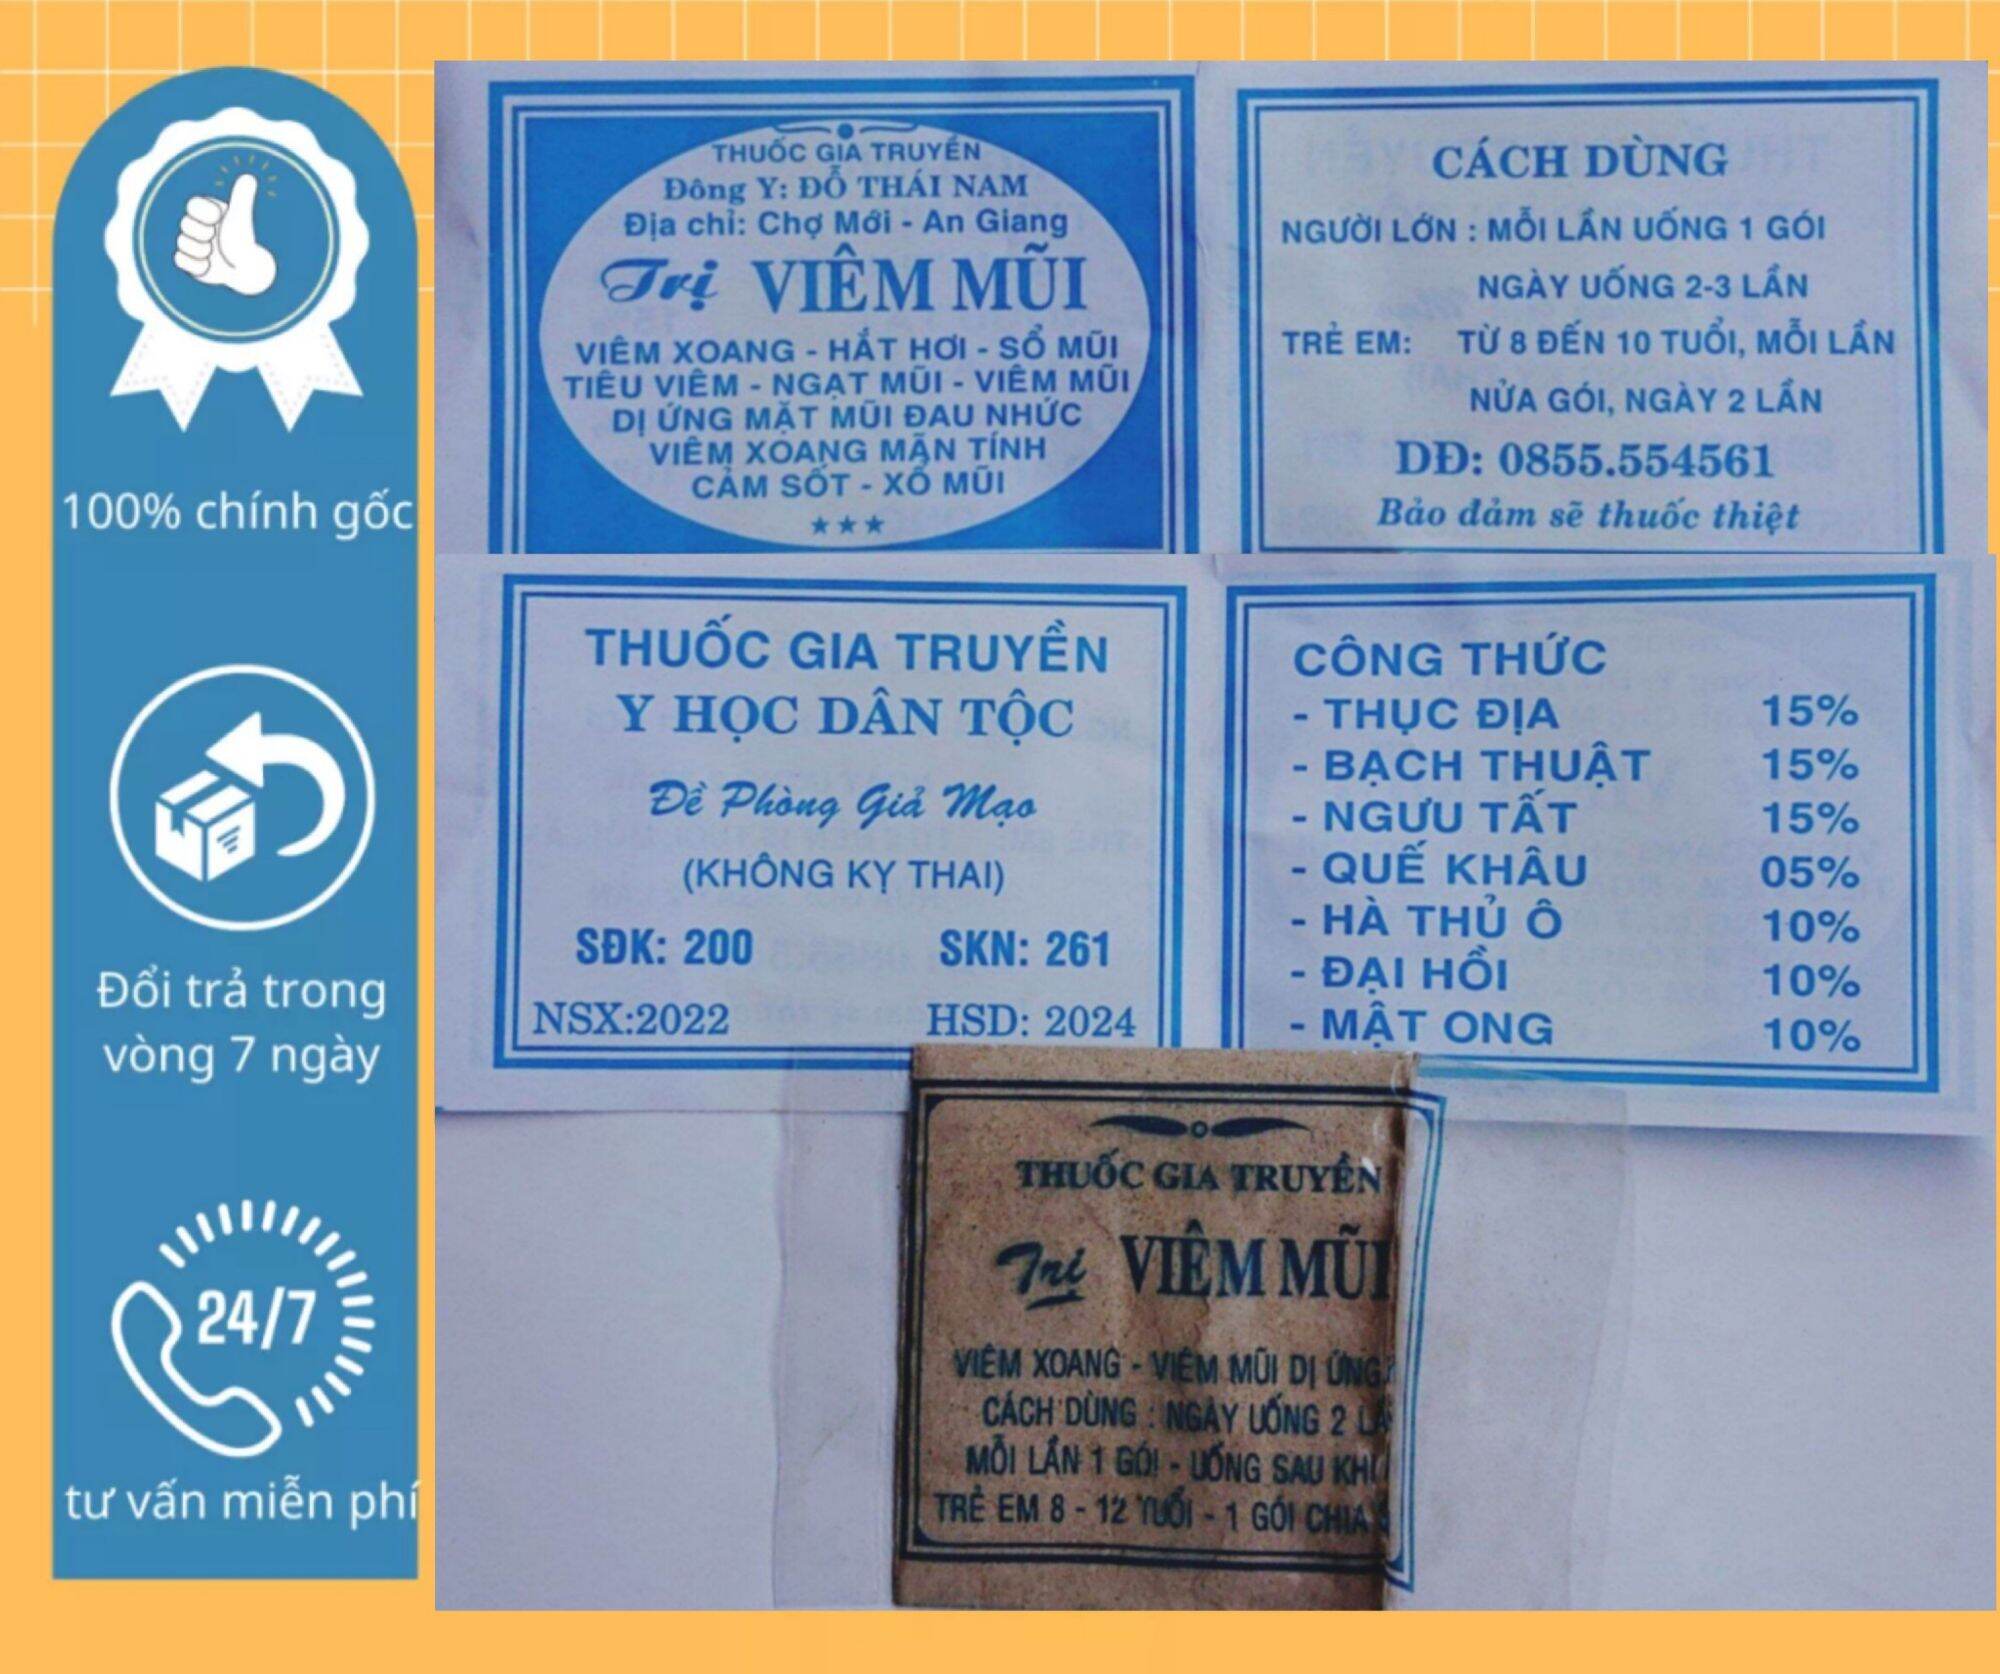 100% chính gốc
Đổi trả trong
vòng 7 ngày
24/7
tư vấn miễn phí
THUỐC GIA TRUYỀN
Đông Y: ĐỖ THÁI NAM
Địa chỉ: Chợ Mới - An Giang
Trị VIÊM MŨI
VIÊM XOANG - HẮT HƠI - SỔ MŨI
TIÊU VIÊM - NGẠT MŨI - VIÊM MŨI
DỊ ỨNG MẶT MŨI ĐAU NHỨC
VIÊM XOANG MÃN TÍNH
CẢM SỐT - XỔ MŨI
CÁCH DÙNG
NGƯỜI LỚN : MỖI LẦN UỐNG 1 GÓI
NGÀY UỐNG 2-3 LẦN
TRẺ EM: TỪ 8 ĐẾN 10 TUỔI, MỖI LẦN
NỬA GÓI, NGÀY 2 LẦN
DĐ: 0855.554561
Bảo đảm sẽ thuốc thiệt
THUỐC GIA TRUYỀN
Y HỌC DÂN TỘC
Đề Phòng Giả Mạo
(KHÔNG KỴ THAI)
SĐK: 200 SKN: 261
NSX:2022 HSD: 2024
CÔNG THỨC
- THỤC ĐỊA 15%
- BẠCH THUẬT 15%
- NGƯU TẤT 15%
- QUẾ KHÂU 05%
- HÀ THỦ Ô 10%
- ĐẠI HỒI 10%
- MẬT ONG 10%
THUỐC GIA TRUYỀN
Trị VIÊM MŨI
VIÊM XOANG - VIÊM MŨI DỊ ỨNG
CÁCH DÙNG : NGÀY UỐNG 2
MỖI LẦN 1 GÓI - UỐNG SAU KHI
TRẺ EM 8 - 12 TUỔI - 1 GÓI CHIA